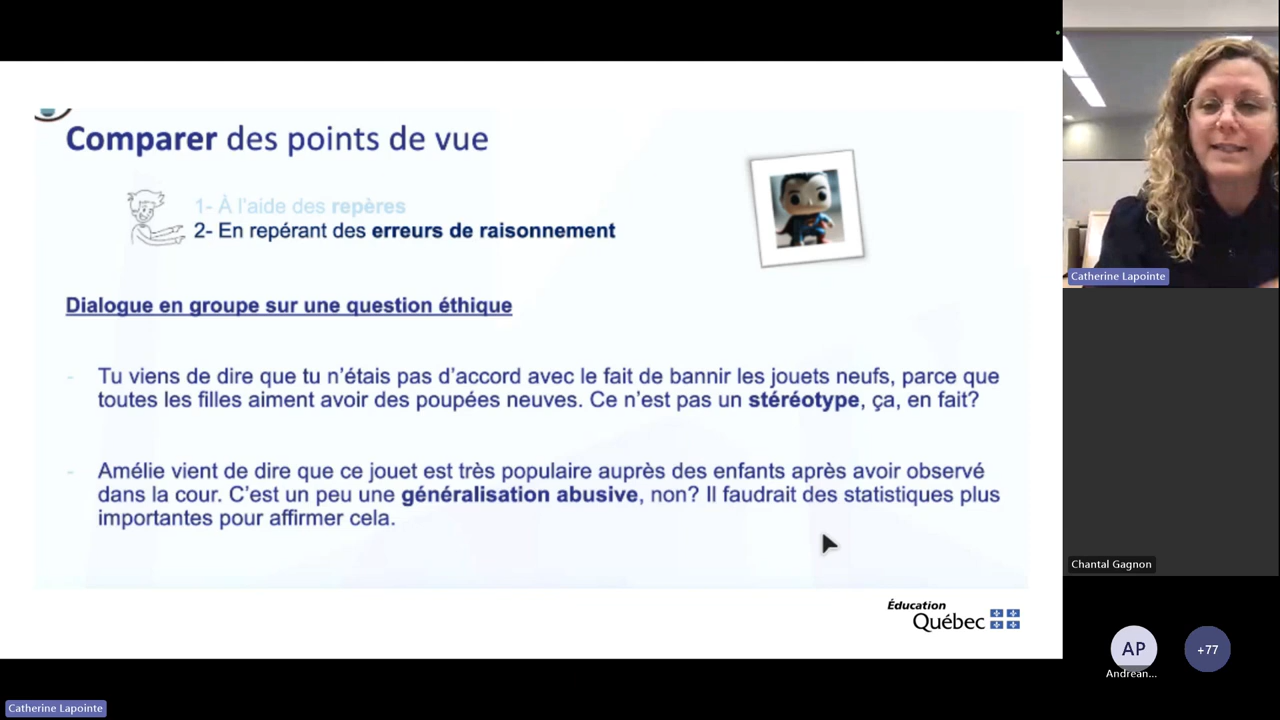 Comparer des points de vue
1- À l'aide des repères
2- En repérant des erreurs de raisonnement
Dialogue en groupe sur une question éthique
- Tu viens de dire que tu n'étais pas d'accord avec le fait de bannir les jouets neufs, parce que
toutes les filles aiment avoir des poupées neuves. Ce n'est pas un stéréotype, ça, en fait?
- Amélie vient de dire que ce jouet est très populaire auprès des enfants après avoir observé
dans la cour. C'est un peu une généralisation abusive, non? Il faudrait des statistiques plus
importantes pour affirmer cela.
Éducation
Québec
Catherine Lapointe
Chantal Gagnon
AP
Andréan...
+77
Catherine Lapointe